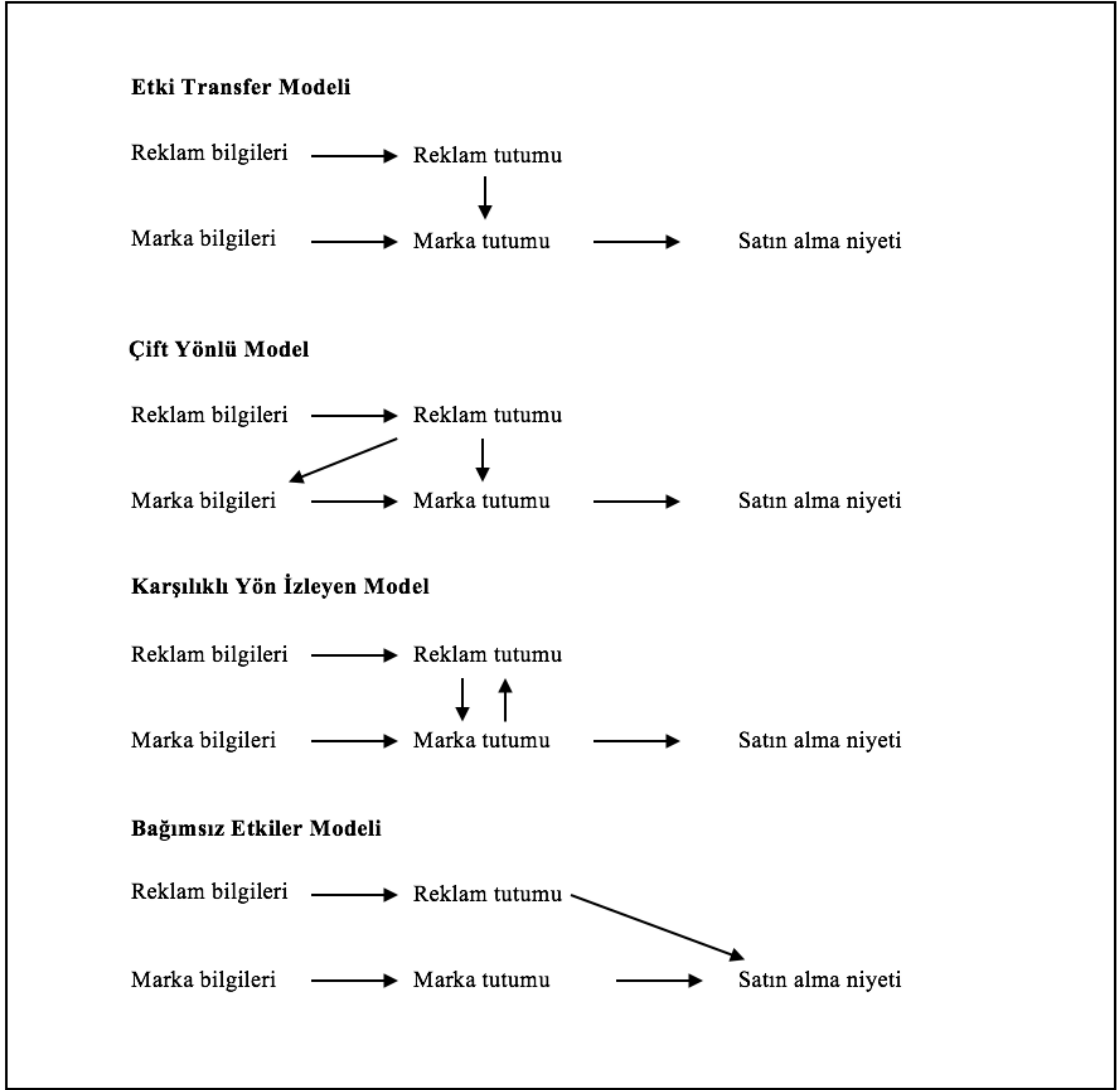 Etki Transfer Modeli
Reklam bilgileri Reklam tutumu
Marka bilgileri Marka tutumu Satın alma niyeti
Çift Yönlü Model
Reklam bilgileri Reklam tutumu
Marka bilgileri Marka tutumu Satın alma niyeti
Karşılıklı Yön İzleyen Model
Reklam bilgileri Reklam tutumu
Marka bilgileri Marka tutumu Satın alma niyeti
Bağımsız Etkiler Modeli
Reklam bilgileri Reklam tutumu
Marka bilgileri Marka tutumu Satın alma niyeti